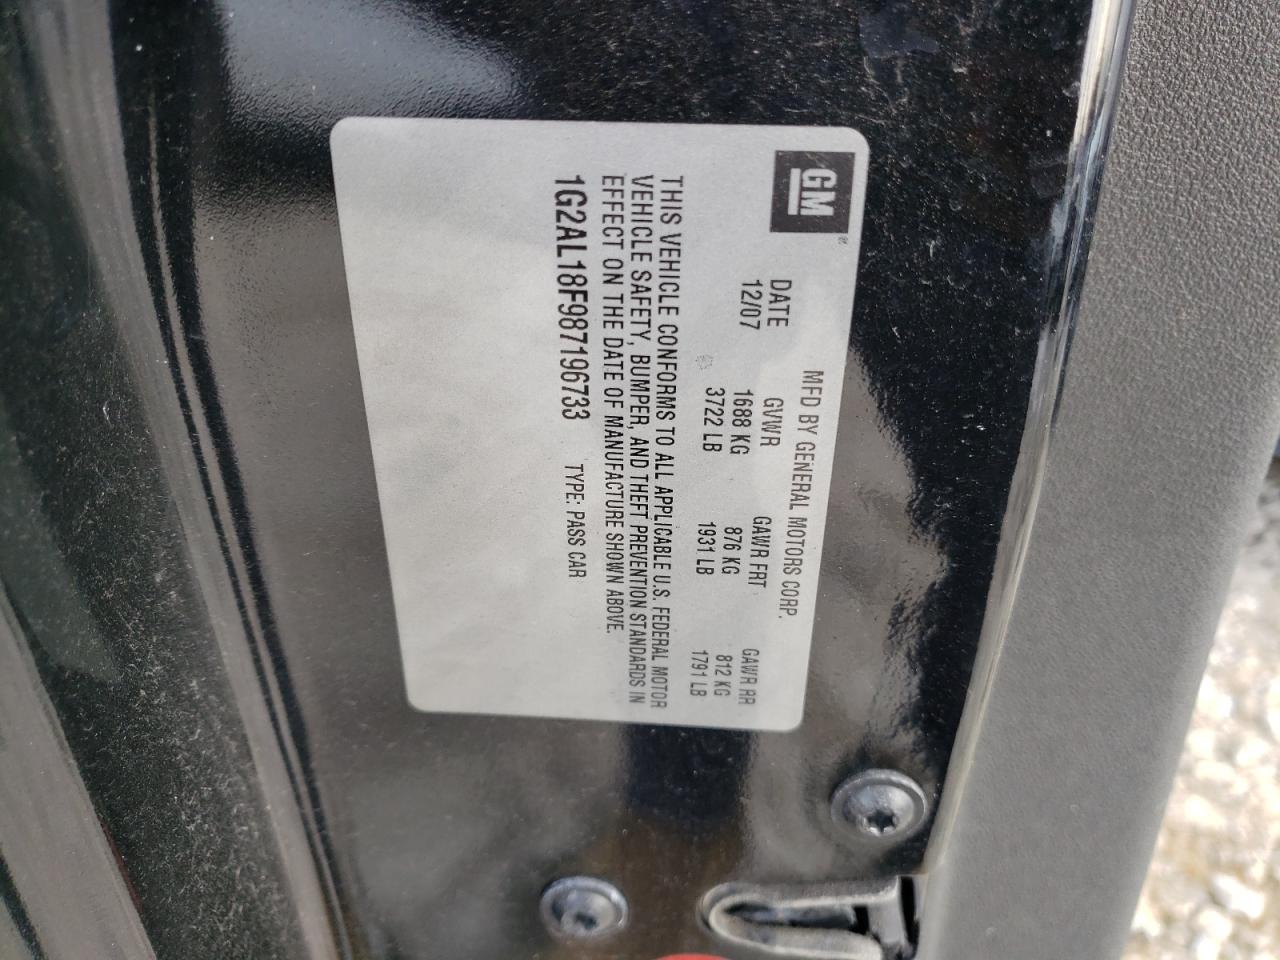 GM®
MFD BY GENERAL MOTORS CORP.
DATE GVWR GAWR FRT GAWR RR
12/07 1688 KG 876 KG 812 KG
3722 LB 1931 LB 1791 LB
THIS VEHICLE CONFORMS TO ALL APPLICABLE U.S. FEDERAL MOTOR
VEHICLE SAFETY, BUMPER, AND THEFT PREVENTION STANDARDS IN
EFFECT ON THE DATE OF MANUFACTURE SHOWN ABOVE.
1G2AL18F987196733 TYPE: PASS CAR